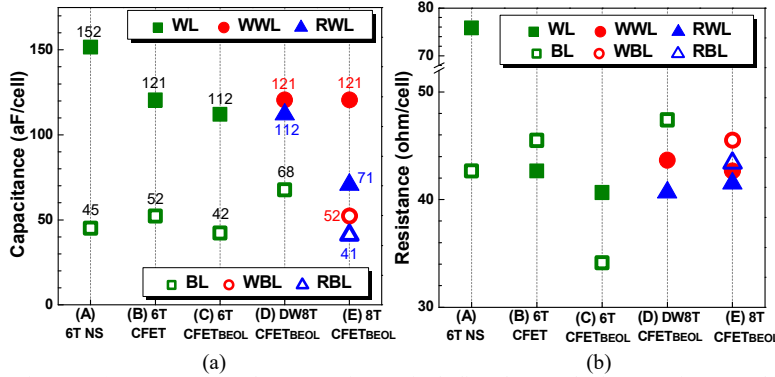 WL WWL RWL
152
150
121
121
121
112
112
100
Capacitance (aF/cell)
68
71
52
52
50
45
42
41
BL WBL RBL
0
(A) (B) 6T (C) 6T (D) DW8T (E) 8T
6T NS CFET CFETBEOL CFETBEOL CFETBEOL
(a)
80
WL WWL RWL
70
BL WBL RBL
50
Resistance (ohm/cell)
40
30
(A) (B) 6T (C) 6T (D) DW8T (E) 8T
6T NS CFET CFETBEOL CFETBEOL CFETBEOL
(b)